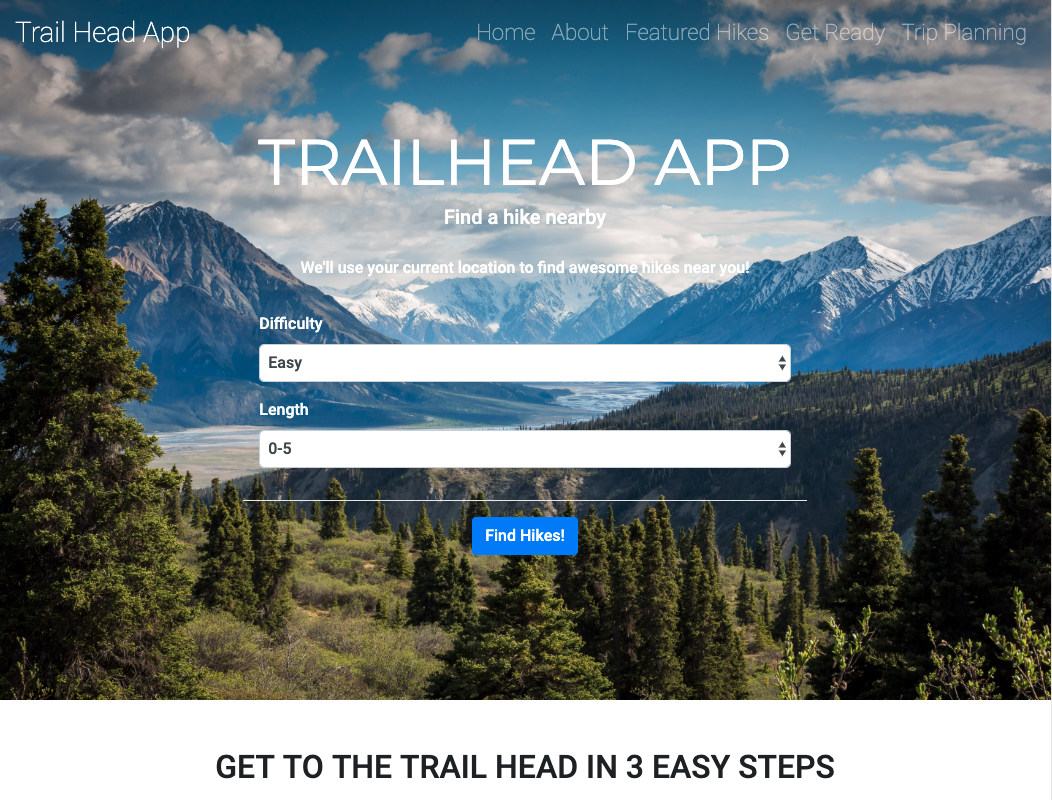 Trail Head App Home About Featured Hikes Get Ready Trip Planning
TRAILHEAD APP
Find a hike nearby
We'll use your current location to find awesome hikes near you!
Difficulty
Easy
Length
0-5
Find Hikes!
GET TO THE TRAIL HEAD IN 3 EASY STEPS